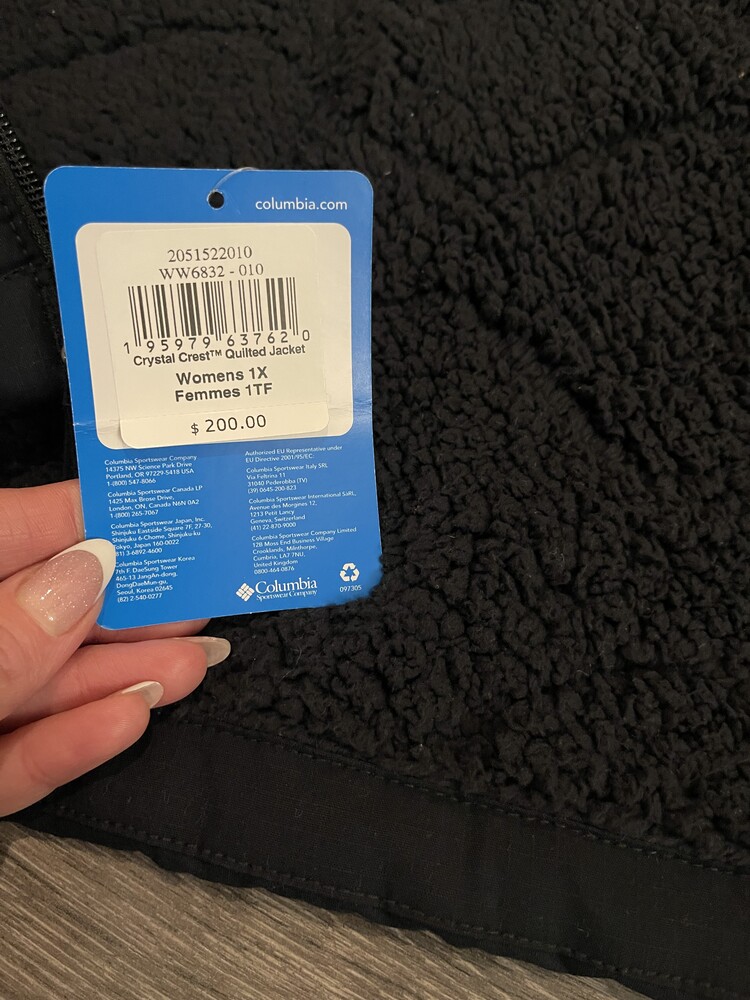 columbia.com
2051522010
WW6832 - 010
1 95979 63762 0
Crystal Crest™ Quilted Jacket
Womens 1X
Femmes 1TF
$ 200.00
Columbia Sportswear Company
14375 NW Science Park Drive
Portland, OR 97229-5418 USA
1-(800) 547-8066
Columbia Sportswear Canada LP
1425 Max Brose Drive,
London, ON, Canada N6N 0A2
1 (800) 265-7067
Columbia Sportswear Japan, Inc.
Shinjuku Eastside Square 7F, 27-30,
Shinjuku 6-Chome, Shinjuku-ku
Tokyo, Japan 160-0022
(81) 3-6892-4600
Columbia Sportswear Korea
7th F. DaeSung Tower
465-13 JangAn-dong,
DongDaeMun-gu,
Seoul, Korea 02645
(82) 2-540-0277
Authorized EU Representative under
EU Directive 2001/95/EC:
Columbia Sportswear Italy SRL
Via Feltrina 11
31040 Pederobba (TV)
(39) 0645-200-823
Columbia Sportswear International SàRL,
Avenue des Morgines 12,
1213 Petit Lancy
Geneva, Switzerland
(41) 22-870-9000
Columbia Sportswear Company Limited
12B Moss End Business Village
Crooklands, Milnthorpe,
Cumbria, LA7 7NU,
United Kingdom
0800-464-0876
Columbia
Sportswear Company
097305